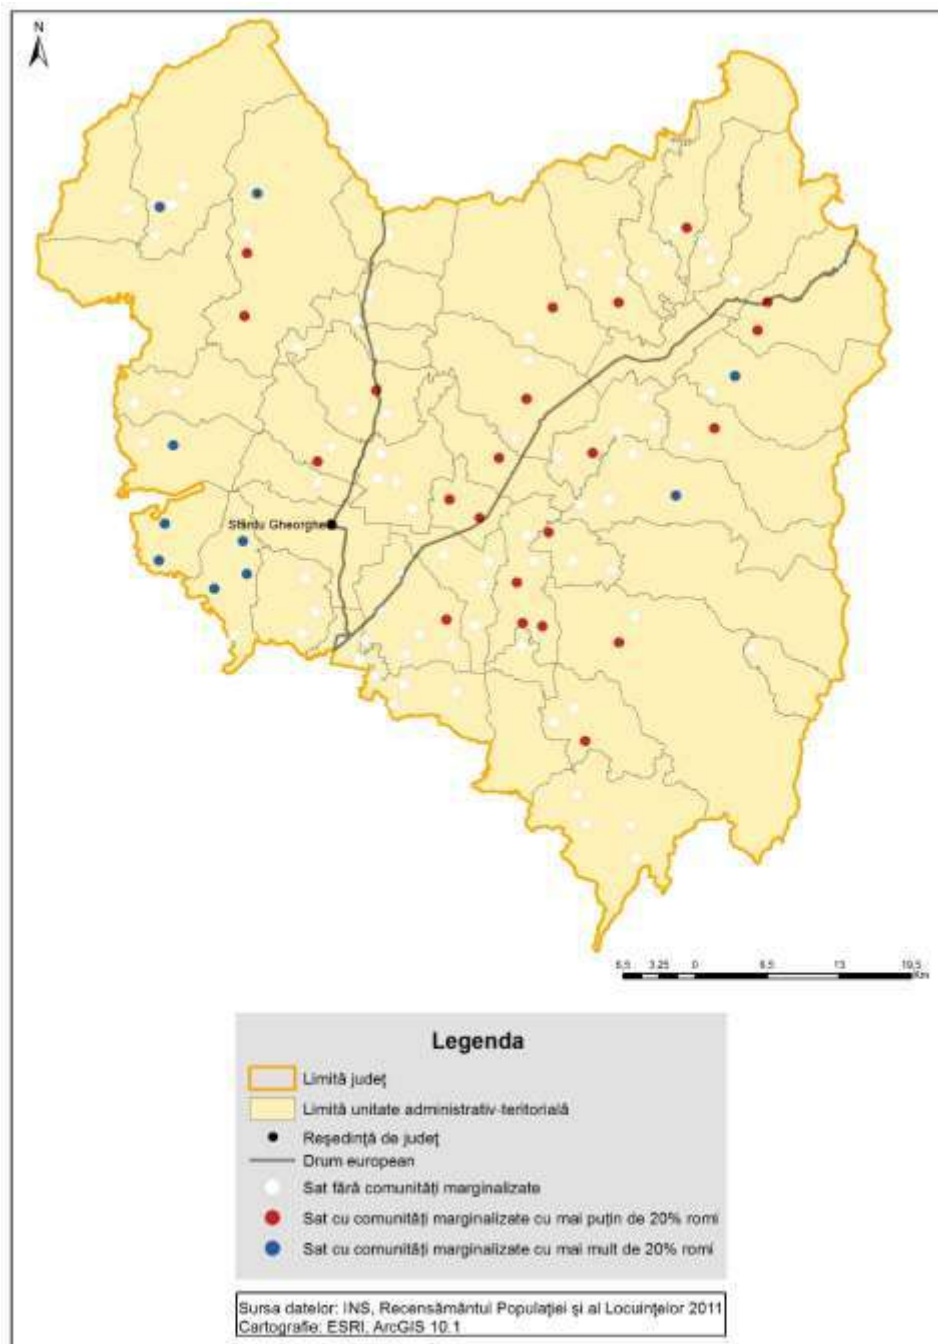 N
Sfântu Gheorghe
6,5 3.25 0 6,5 13 19,5
Km
Legenda
Limită județ
Limită unitate administrativ-teritorială
Reședință de județ
Drum european
Sat fără comunități marginalizate
Sat cu comunități marginalizate cu mai puțin de 20% romi
Sat cu comunități marginalizate cu mai mult de 20% romi
Sursa datelor: INS, Recensământul Populației și al Locuințelor 2011
Cartografie: ESRI, ArcGIS 10.1